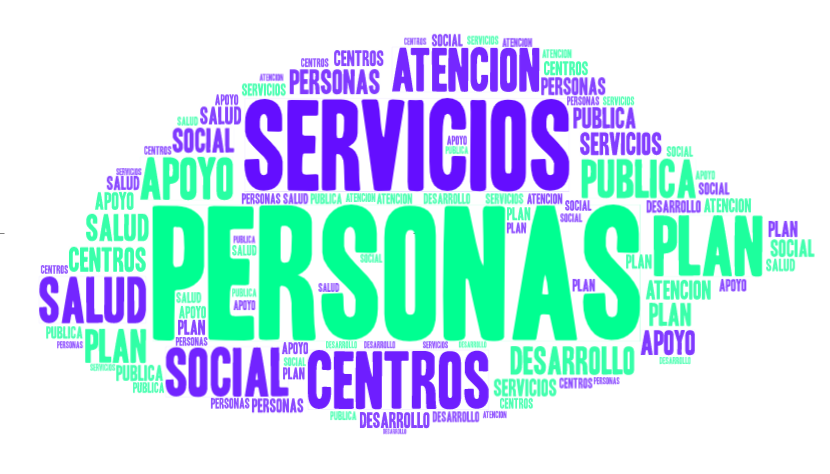 CENTROS SOCIAL SERVICIOS ATENCION
CENTROS CENTROS ATENCION ATENCION
ATENCION PERSONAS CENTROS
SERVICIOS PERSONAS
APOYO SERVICIOS PERSONAS SERVICIOS
SALUD SALUD PUBLICA
CENTROS SOCIAL APOYO SERVICIOS
PUBLICA SOCIAL
SERVICIOS APOYO PUBLICA APOYO
SALUD SOCIAL
APOYO PERSONAS SALUD PUBLICA ATENCION ATENCION DESARROLLO SERVICIOS ATENCION SOCIAL DESARROLLO ATENCION
SALUD PERSONAS PLAN SOCIAL PLAN PLAN
PUBLICA PLAN SOCIAL
CENTROS SALUD SOCIAL PLAN SALUD
CENTROS
SALUD SALUD PUBLICA SALUD PLAN ATENCION APOYO
APOYO APOYO PLAN
PUBLICA PLAN
PERSONAS PLAN PERSONAS APOYO DESARROLLO DESARROLLO SERVICIOS DESARROLLO APOYO
SERVICIOS PUBLICA SOCIAL SOCIAL CENTROS DESARROLLO DESARROLLO
PUBLICA PLAN SERVICIOS CENTROS PERSONAS
PERSONAS PERSONAS CENTROS
PUBLICA DESARROLLO DESARROLLO ATENCION
DESARROLLO